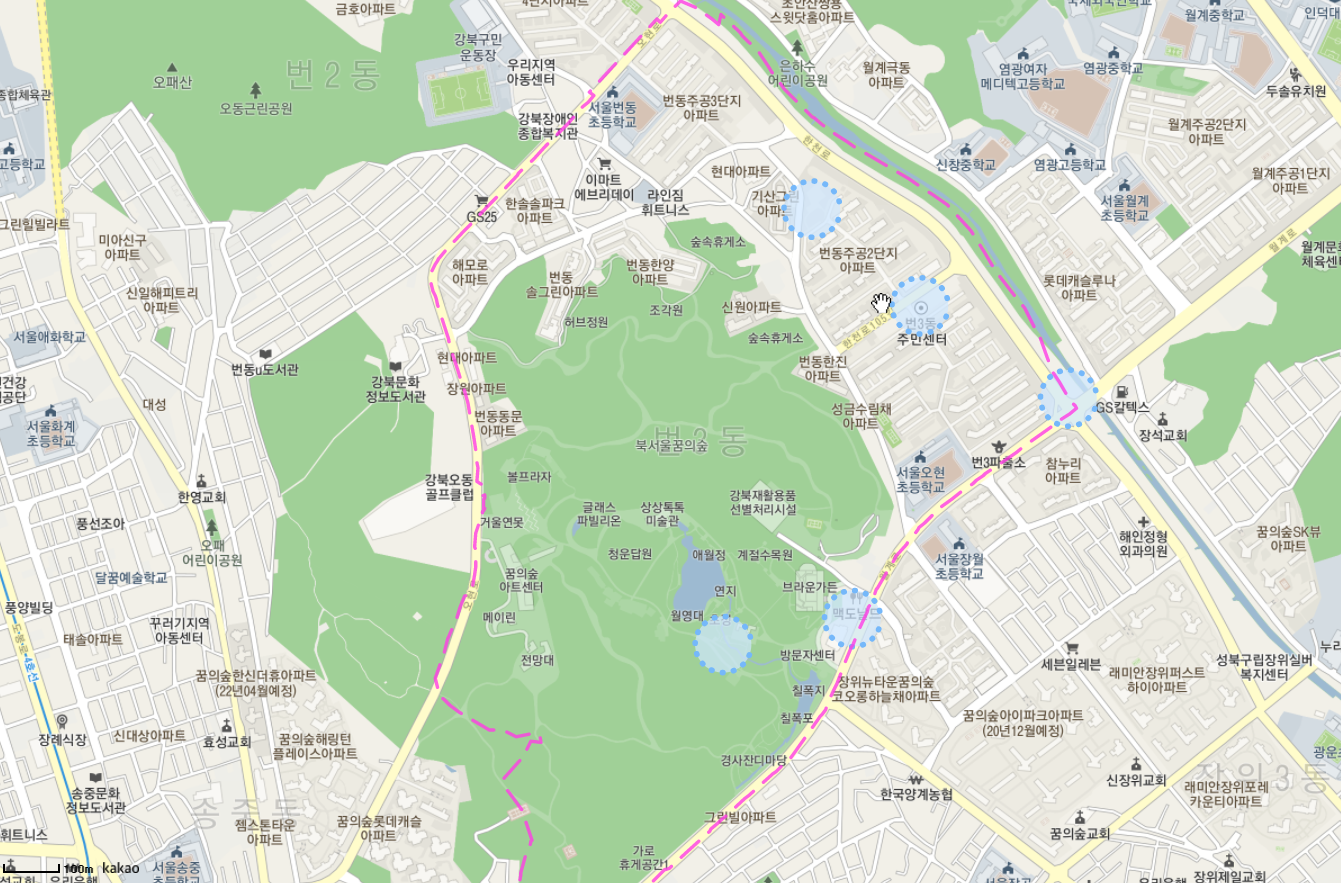 금호아파트
4단지아파트
강북구민
운동장
우리지역
아동센터
오현로
스윗닷홈아파트
은하수
어린이공원
월계극동
아파트
염광여자
메디텍고등학교
염광중학교
월계중학교
인덕대
두솔유치원
월계주공2단지
아파트
월계주공1단지
아파트
신창중학교
염광고등학교
서울월계
초등학교
오패산
번2동
오동근린공원
종합체육관
고등학교
서울번동
초등학교
번동주공3단지
아파트
강북장애인
종합복지관
한천로
이마트
에브리데이
라인짐
휘트니스
현대아파트
기산그린
아파트
GS25
한솔솔파크
아파트
그린힐빌라트
미아신구
아파트
신일해피트리
아파트
서울애화학교
해모로
아파트
번동
솔그린아파트
번동한양
아파트
숲속휴게소
조각원
허브정원
신원아파트
숲속휴게소
번동주공2단지
아파트
번3동
주민센터
번동한진
아파트
롯데캐슬루나
아파트
월계로
GS칼텍스
장석교회
현대아파트
장원아파트
번동동문
아파트
강북문화
정보도서관
대성
서울화계
초등학교
한영교회
풍선조아
오패
어린이공원
달꿈예술학교
풍양빌딩
태솔아파트
꾸러기지역
아동센터
도봉로
4호선
강북오동
골프클럽
볼프라자
거울연못
번3동
북서울꿈의숲
성금수림채
아파트
서울오현
초등학교
번3파출소
참누리
아파트
글래스
파빌리온
상상톡톡
미술관
강북재활용품
선별처리시설
청운답원
애월정
계절수목원
연지
월영대
브라운가든
맥도날드
월계로
서울장월
초등학교
해인정형
외과의원
꿈의숲SK뷰
아파트
꿈의숲
아트센터
메이린
오현로
전망대
방문자센터
칠폭지
칠폭포
창위뉴타운꿈의숲
코오롱하늘채아파트
세븐일레븐
래미안장위퍼스트
하이아파트
성북구립장위실버
복지센터
꿈의숲아이파크아파트
(20년12월예정)
꿈의숲한신더휴아파트
(22년04월예정)
장례식장
신대상아파트
효성교회
꿈의숲해링턴
플레이스아파트
경사잔디마당
그린빌아파트
한국양계농협
신장위교회
장위3동
래미안장위포레
카운티아파트
광운초
송중문화
정보도서관
송중동
젬스톤타운
아파트
꿈의숲롯데캐슬
아파트
휘트니스
가로
휴게공간1
꿈의숲교회
장위제일교회
서울송중
초등학교
우리은행
100m
kakao